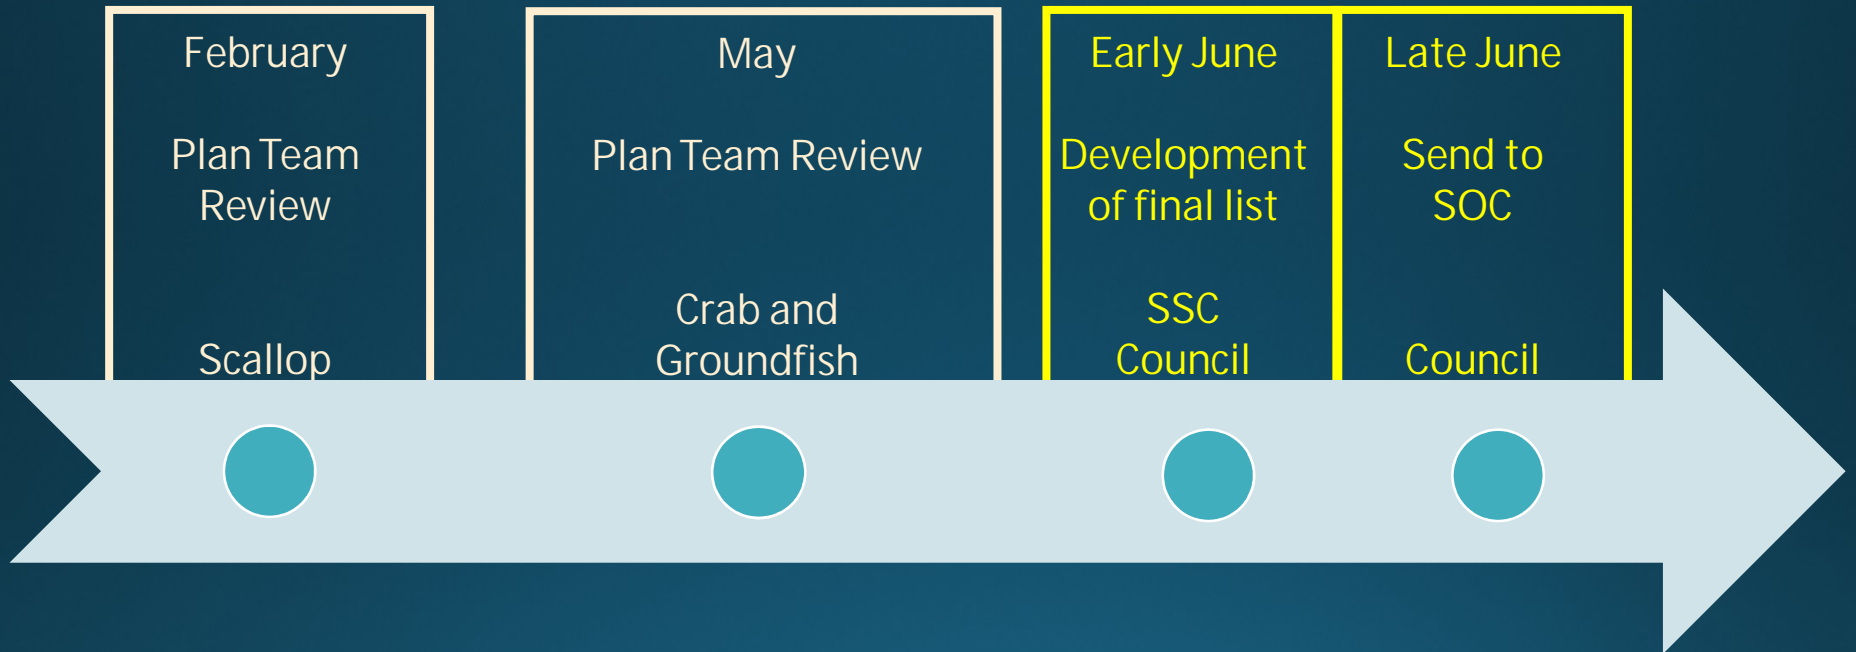 February
Plan Team
Review
Scallop
May
Plan Team Review
Crab and
Groundfish
Early June
Development
of final list
SSC
Council
Late June
Send to
SOC
Council